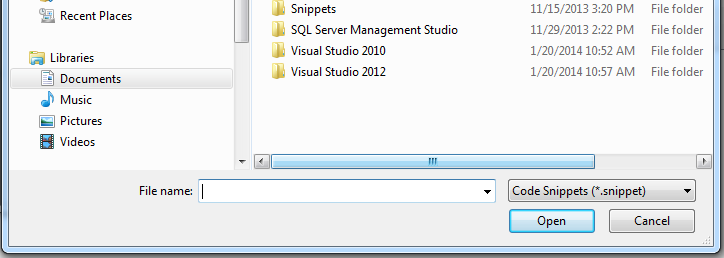 Recent Places
Libraries
Documents
Music
Pictures
Videos
Snippets 11/15/2013 3:20 PM File folder
SQL Server Management Studio 11/29/2013 2:22 PM File folder
Visual Studio 2010 1/20/2014 10:52 AM File folder
Visual Studio 2012 1/20/2014 10:57 AM File folder
File name: Code Snippets (*.snippet)
Open Cancel